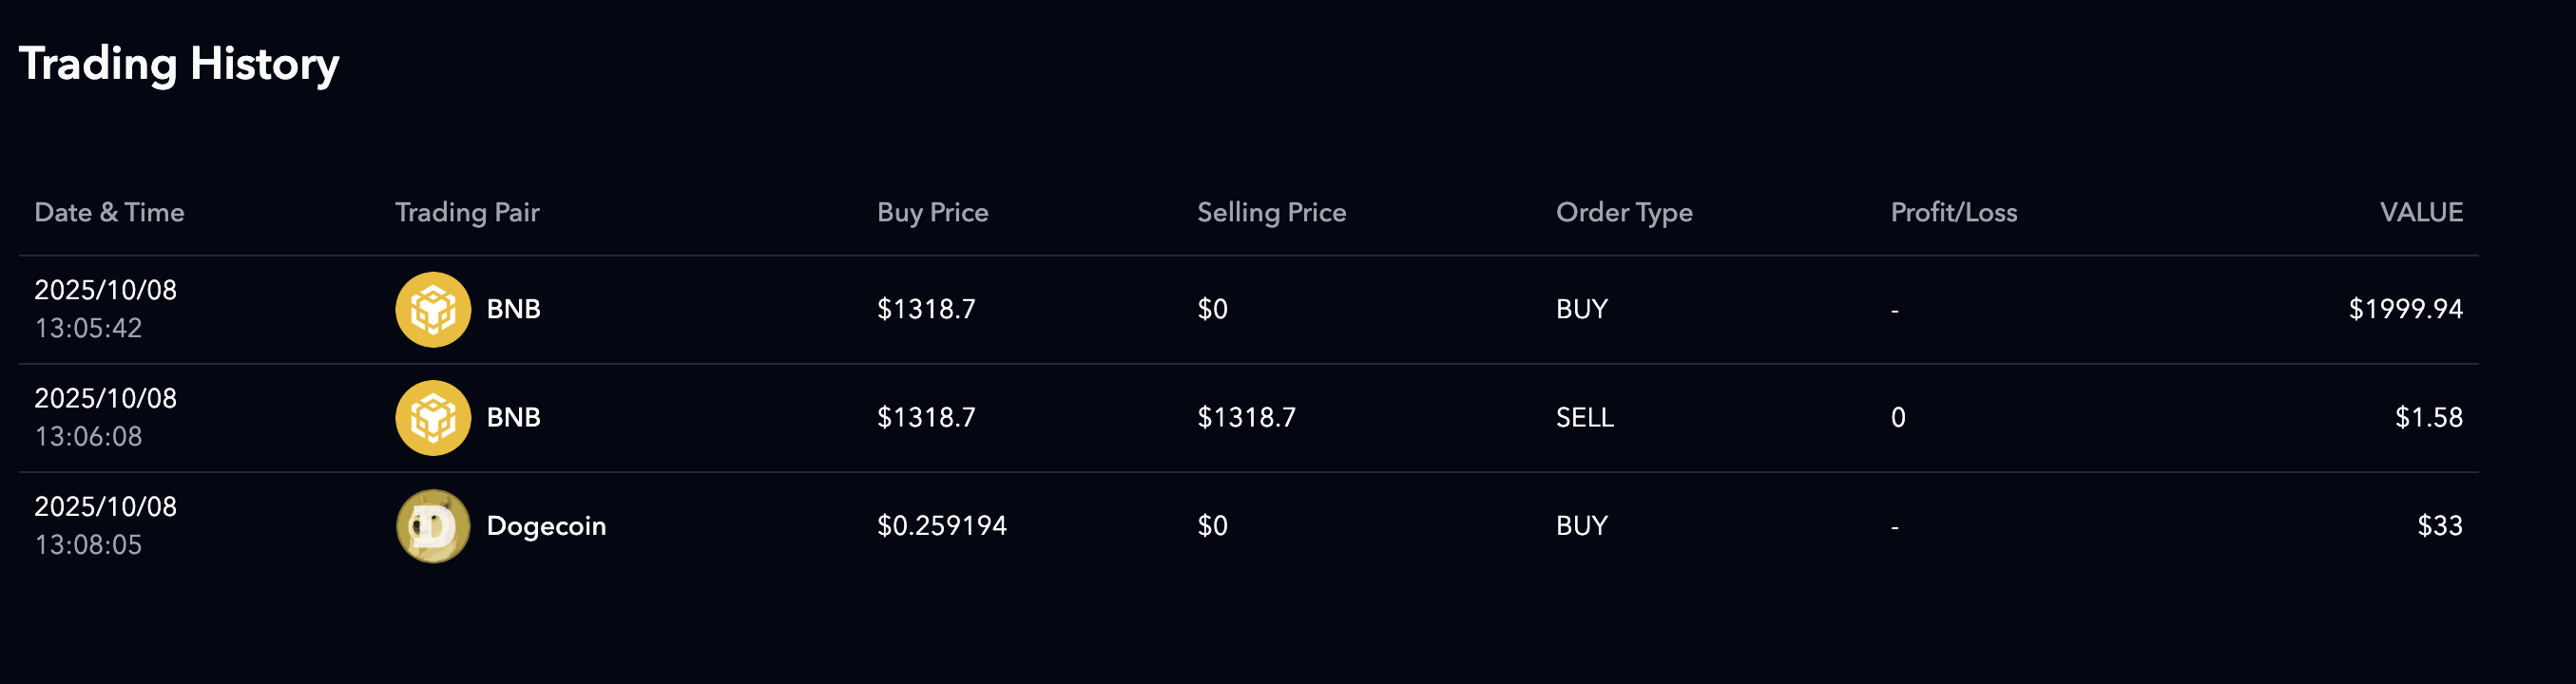 Trading History
Date & Time Trading Pair Buy Price Selling Price Order Type Profit/Loss VALUE
2025/10/08
13:05:42
BNB $1318.7 $0 BUY - $1999.94
2025/10/08
13:06:08
BNB $1318.7 $1318.7 SELL 0 $1.58
2025/10/08
13:08:05
Dogecoin $0.259194 $0 BUY - $33